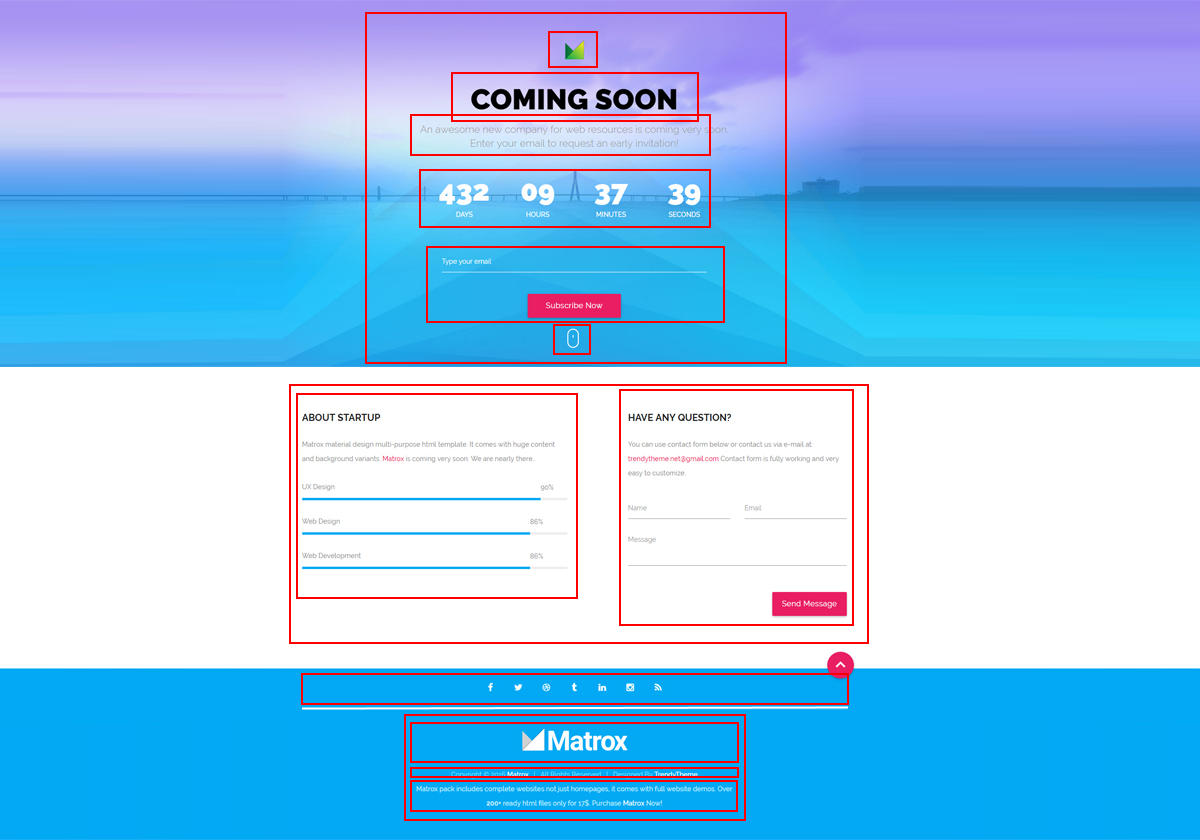 COMING SOON
An awesome new company for web resources is coming very soon.
Enter your email to request an early invitation!
432 09 37 39
DAYS HOURS MINUTES SECONDS
Type your email
Subscribe Now
ABOUT STARTUP
Matrox material design multi-purpose html template. It comes with huge content
and background variants. Matrox is coming very soon. We are nearly there..
UX Design 90%
Web Design 86%
Web Development 86%
HAVE ANY QUESTION?
You can use contact form below or contact us via e-mail at:
trendytheme.net@gmail.com Contact form is fully working and very
easy to customize.
Name Email
Message
Send Message
Matrox
Copyright © 2016 Matrox | All Rights Reserved | Designed By TrendyTheme
Matrox pack includes complete websites not just homepages, it comes with full website demos. Over
200+ ready html files only for 17$. Purchase Matrox Now!